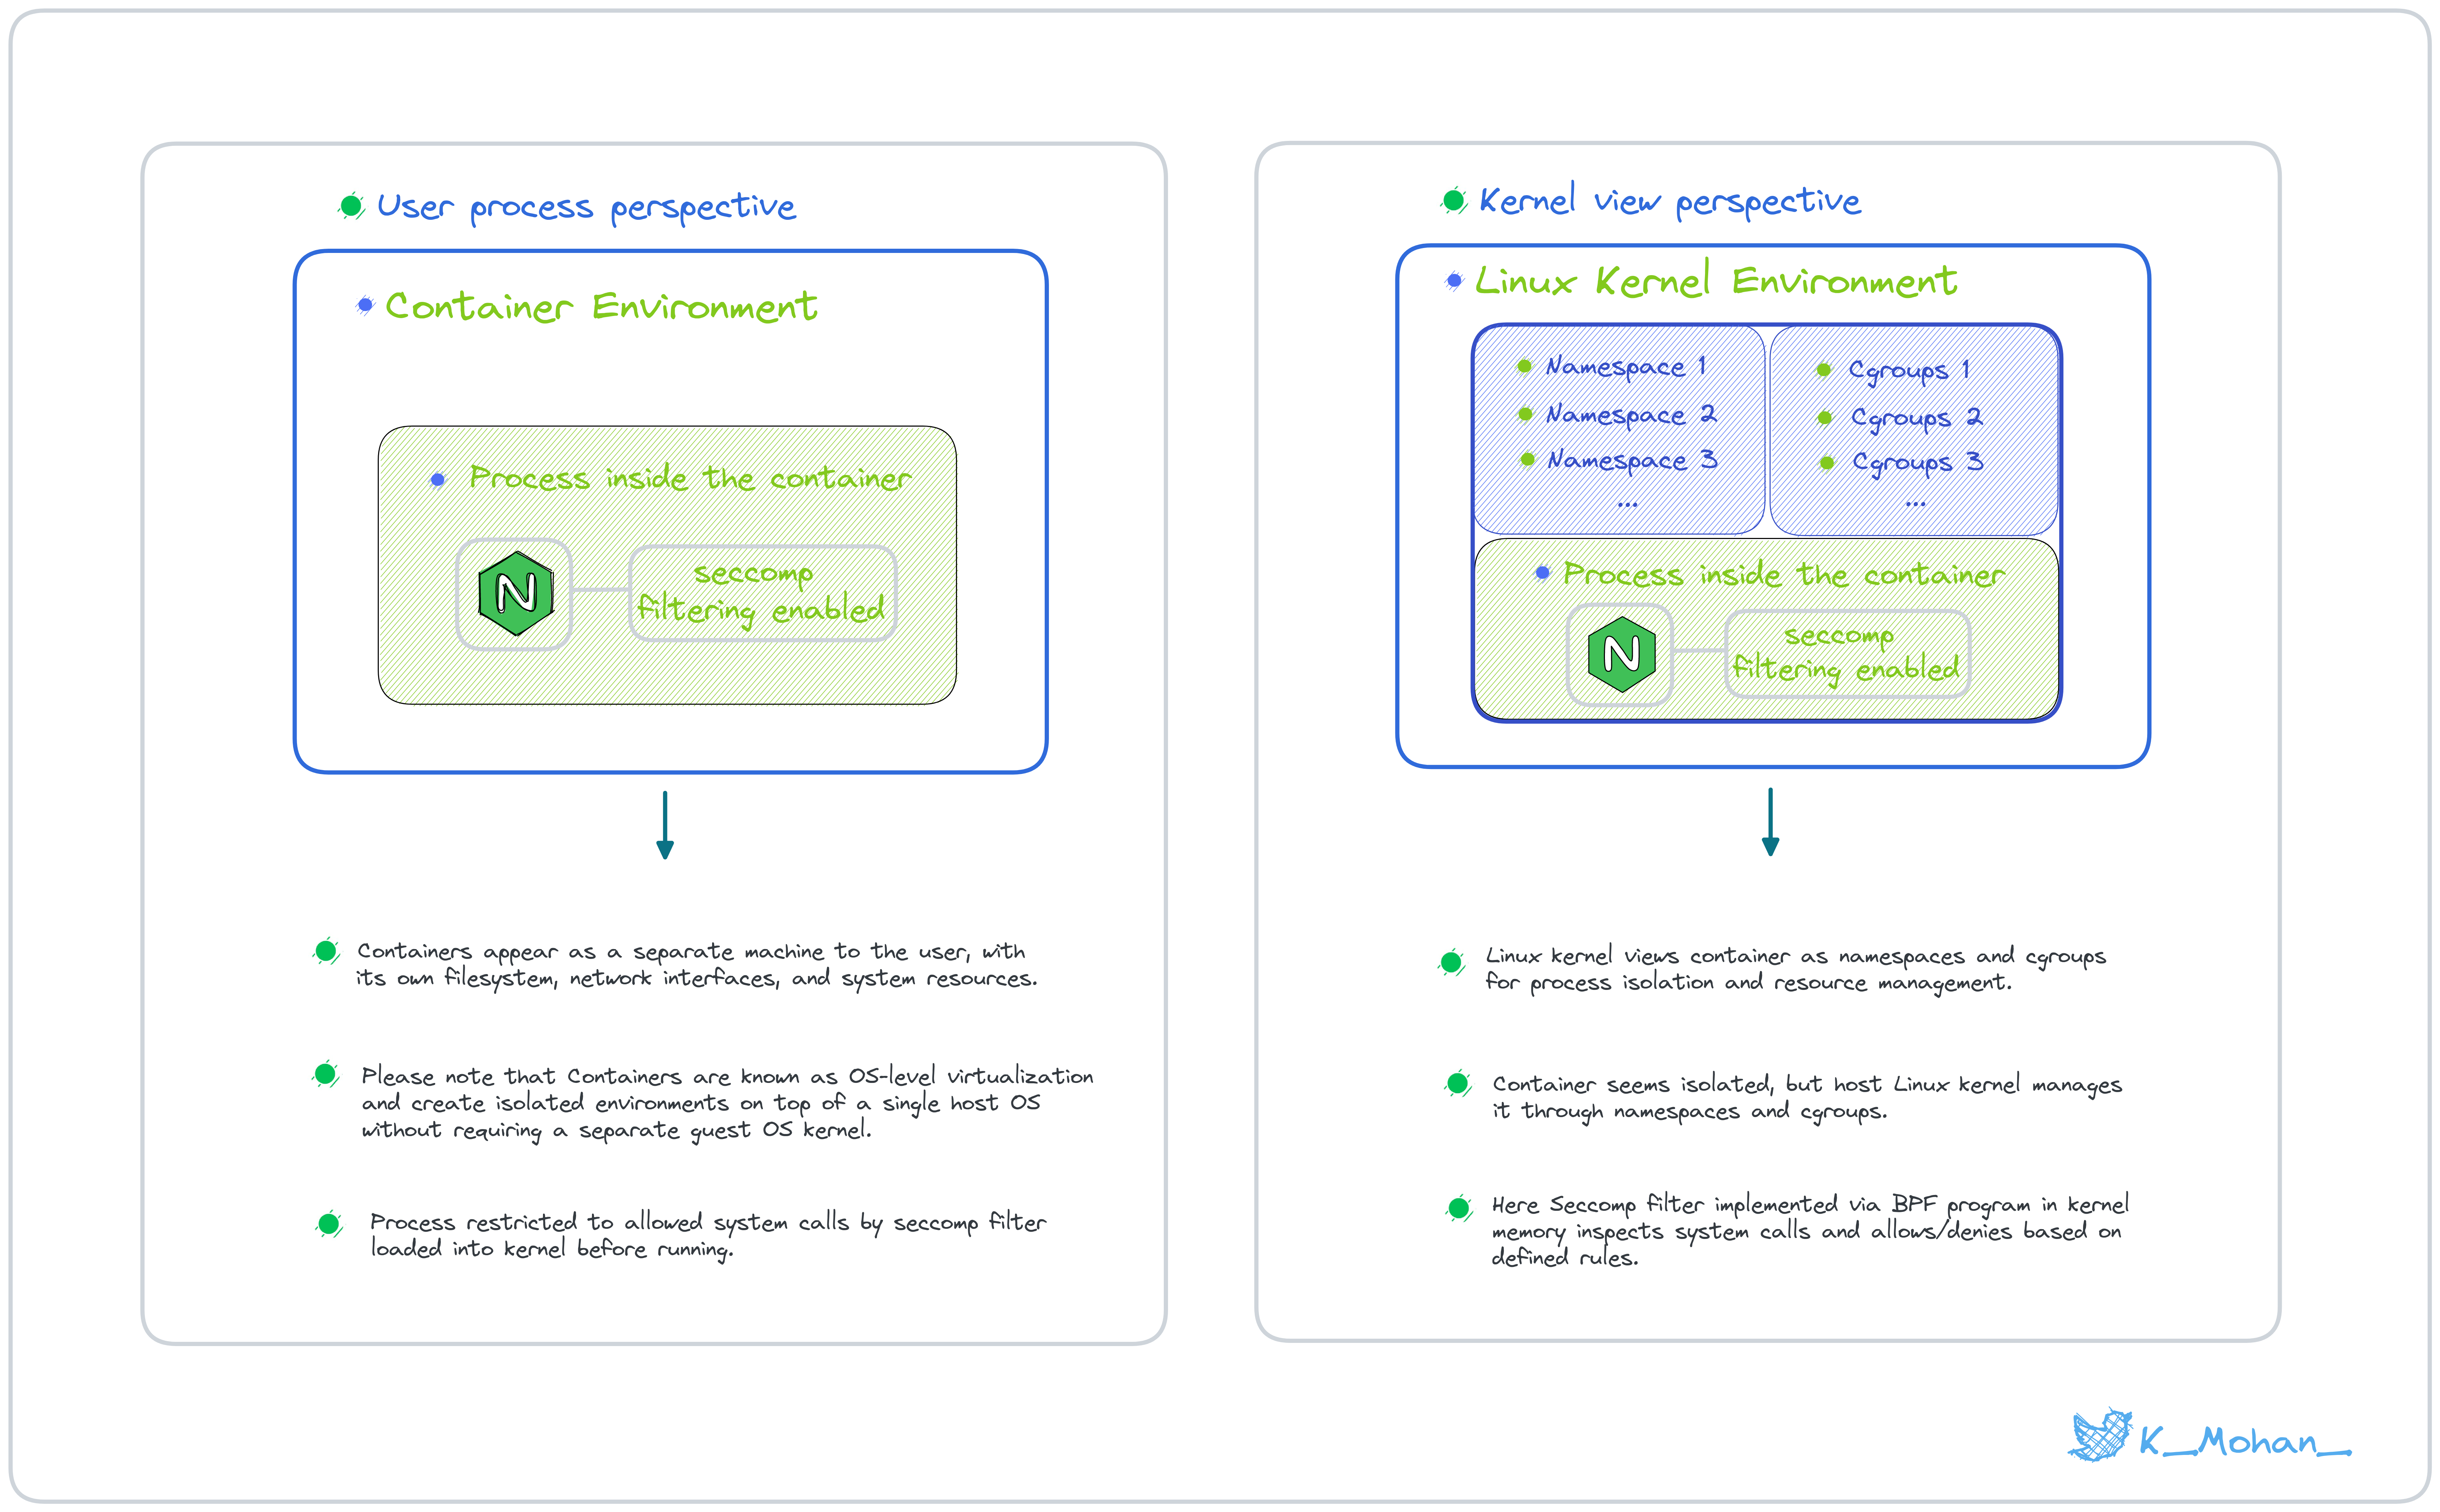 User process perspective
Container Environment
Process inside the container
N
seccomp
filtering enabled
Containers appear as a separate machine to the user, with
its own filesystem, network interfaces, and system resources.
Please note that Containers are known as OS-level virtualization
and create isolated environments on top of a single host OS
without requiring a separate guest OS kernel.
Process restricted to allowed system calls by seccomp filter
loaded into kernel before running.
Kernel view perspective
Linux Kernel Environment
Namespace 1
Namespace 2
Namespace 3
...
Cgroups 1
Cgroups 2
Cgroups 3
...
Process inside the container
N
seccomp
filtering enabled
Linux kernel views container as namespaces and cgroups
for process isolation and resource management.
Container seems isolated, but host Linux kernel manages
it through namespaces and cgroups.
Here Seccomp filter implemented via BPF program in kernel
memory inspects system calls and allows/denies based on
defined rules.
K_Mohan_